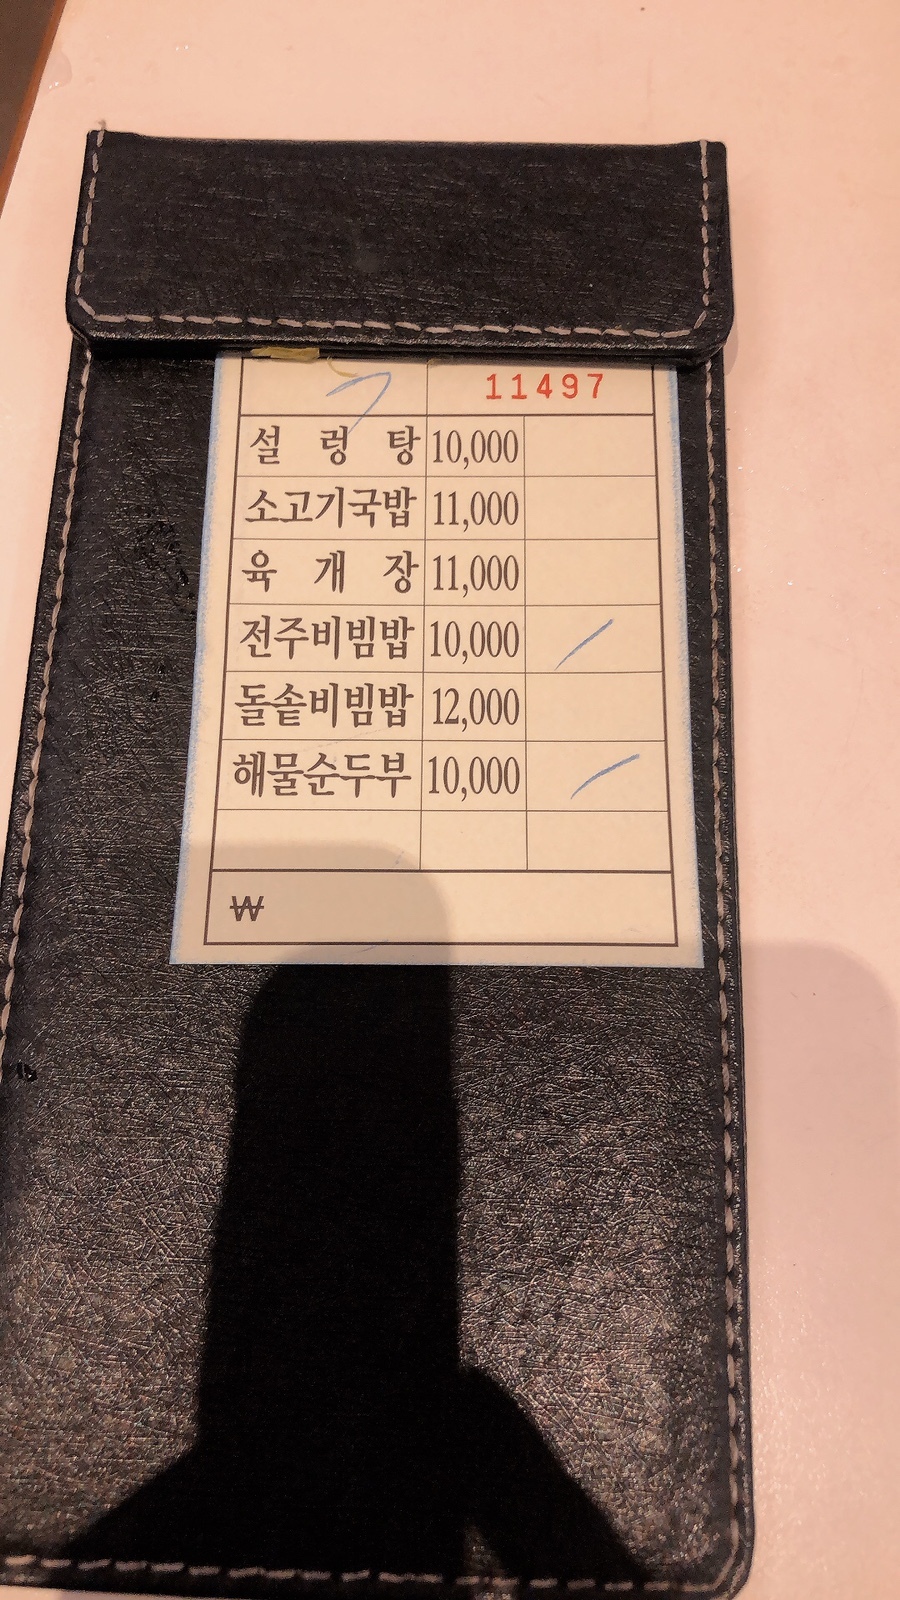 7 11497
설 렁 탕 10,000
소고기국밥 11,000
육 개 장 11,000
전주비빔밥 10,000 /
돌솥비빔밥 12,000
해물순두부 10,000 /
₩